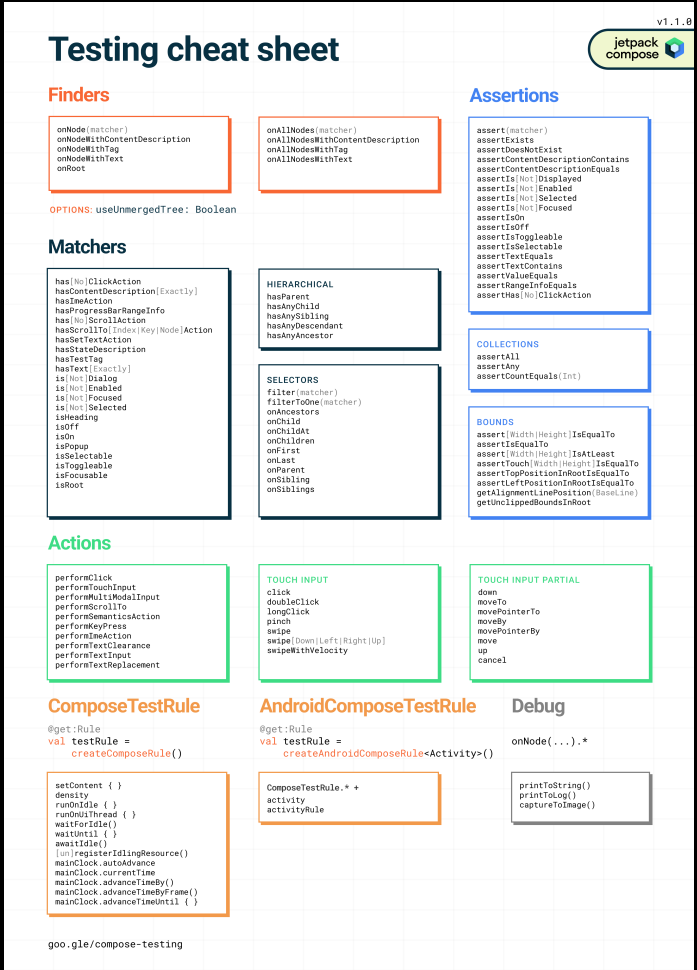 v1.1.0
Testing cheat sheet
jetpack
compose
Finders
onNode(matcher)
onNodeWithContentDescription
onNodeWithTag
onNodeWithText
onRoot
onAllNodes(matcher)
onAllNodesWithContentDescription
onAllNodesWithTag
onAllNodesWithText
OPTIONS: useUnmergedTree: Boolean
Assertions
assert(matcher)
assertExists
assertDoesNotExist
assertContentDescriptionContains
assertContentDescriptionEquals
assertIs[Not]Displayed
assertIs[Not]Enabled
assertIs[Not]Selected
assertIs[Not]Focused
assertIsOn
assertIsOff
assertIsToggleable
assertIsSelectable
assertTextEquals
assertTextContains
assertValueEquals
assertRangeInfoEquals
assertHas[No]ClickAction
COLLECTIONS
assertAll
assertAny
assertCountEquals(Int)
BOUNDS
assert[Width|Height]IsEqualTo
assertIsEqualTo
assert[Width|Height]IsAtLeast
assertTouch[Width|Height]IsEqualTo
assertTopPositionInRootIsEqualTo
assertLeftPositionInRootIsEqualTo
getAlignmentLinePosition(BaseLine)
getUnclippedBoundsInRoot
Matchers
has[No]ClickAction
hasContentDescription[Exactly]
hasImeAction
hasProgressBarRangeInfo
has[No]ScrollAction
hasScrollTo[Index|Key|Node]Action
hasSetTextAction
hasStateDescription
hasTestTag
hasText[Exactly]
is[Not]Dialog
is[Not]Enabled
is[Not]Focused
is[Not]Selected
isHeading
isOff
isOn
isPopup
isSelectable
isToggleable
isFocusable
isRoot
HIERARCHICAL
hasParent
hasAnyChild
hasAnySibling
hasAnyDescendant
hasAnyAncestor
SELECTORS
filter(matcher)
filterToOne(matcher)
onAncestors
onChild
onChildAt
onChildren
onFirst
onLast
onParent
onSibling
onSiblings
Actions
performClick
performTouchInput
performMultiModalInput
performScrollTo
performSemanticsAction
performKeyPress
performImeAction
performTextClearance
performTextInput
performTextReplacement
TOUCH INPUT
click
doubleClick
longClick
pinch
swipe
swipe[Down|Left|Right|Up]
swipeWithVelocity
TOUCH INPUT PARTIAL
down
moveTo
movePointerTo
moveBy
movePointerBy
move
up
cancel
ComposeTestRule
@get:Rule
val testRule =
createComposeRule()
setContent { }
density
runOnIdle { }
runOnUiThread { }
waitForIdle()
waitUntil { }
awaitIdle()
[un]registerIdlingResource()
mainClock.autoAdvance
mainClock.currentTime
mainClock.advanceTimeBy()
mainClock.advanceTimeByFrame()
mainClock.advanceTimeUntil { }
AndroidComposeTestRule
@get:Rule
val testRule =
createAndroidComposeRule<Activity>()
ComposeTestRule.* +
activity
activityRule
Debug
onNode(...).*
printToString()
printToLog()
captureToImage()
goo.gle/compose-testing